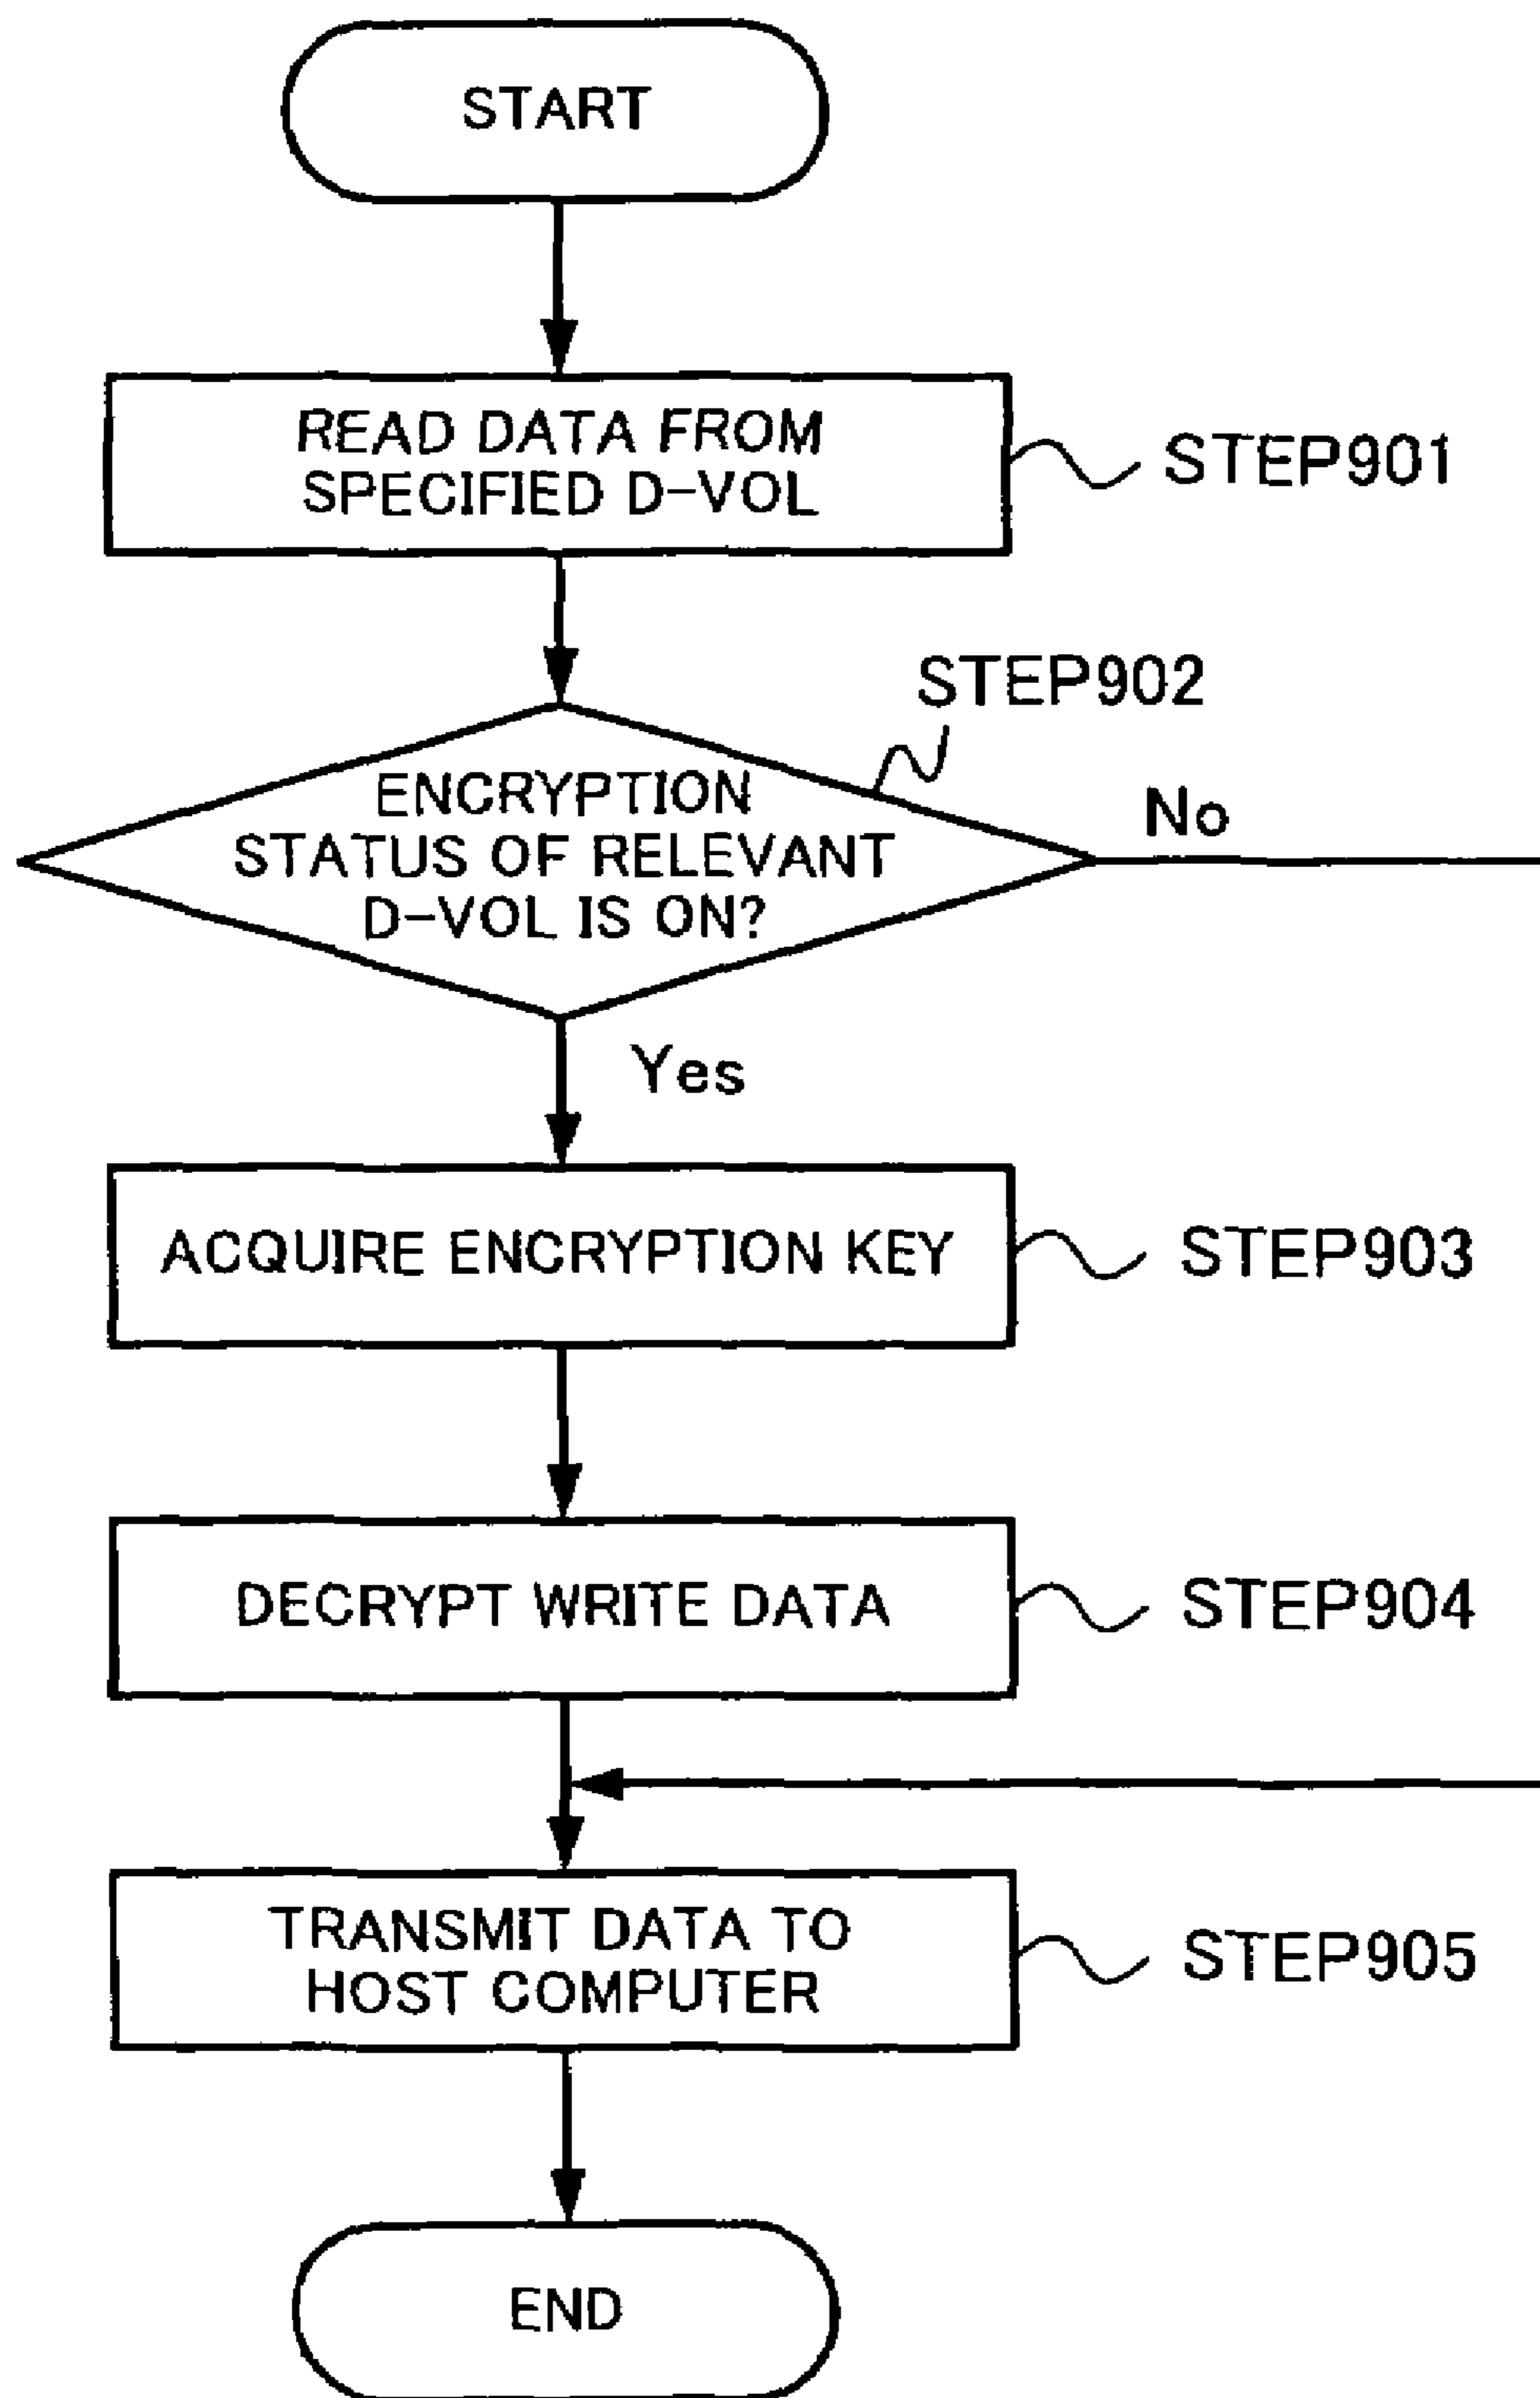 START
READ DATA FROM
SPECIFIED D-VOL
STEP901
STEP902
ENCRYPTION
STATUS OF RELEVANT
D-VOL IS ON?
No
Yes
ACQUIRE ENCRYPTION KEY
STEP903
DECRYPT WRITE DATA
STEP904
TRANSMIT DATA TO
HOST COMPUTER
STEP905
END